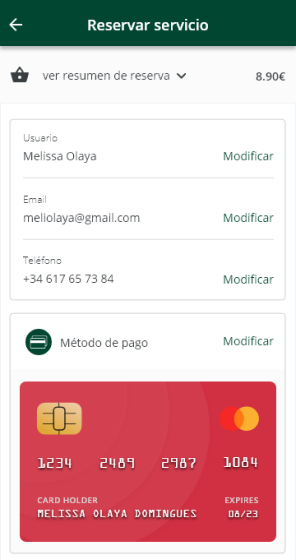 Reservar servicio
ver resumen de reserva 8.90€
Usuario
Melissa Olaya Modificar
Email
meliolaya@gmail.com Modificar
Teléfono
+34 617 65 73 84 Modificar
Método de pago Modificar
1234 2489 2987 1084
CARD HOLDER EXPIRES
MELISSA OLAYA DOMINGUES 08/23